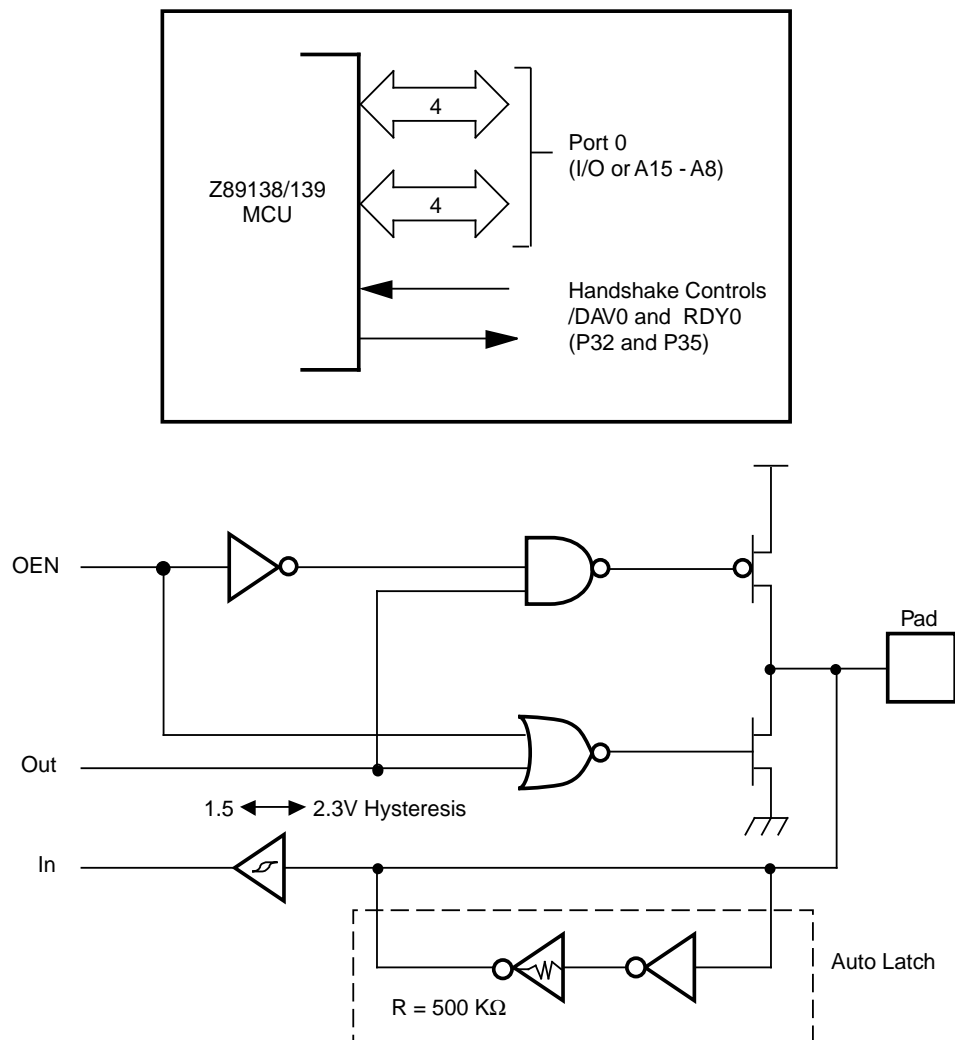 4
Port 0
(I/O or A15 - A8)
Z89138/139
MCU
4
Handshake Controls
/DAV0 and RDY0
(P32 and P35)
OEN
Pad
Out
1.5 2.3V Hysteresis
In
Auto Latch
R = 500 KΩ